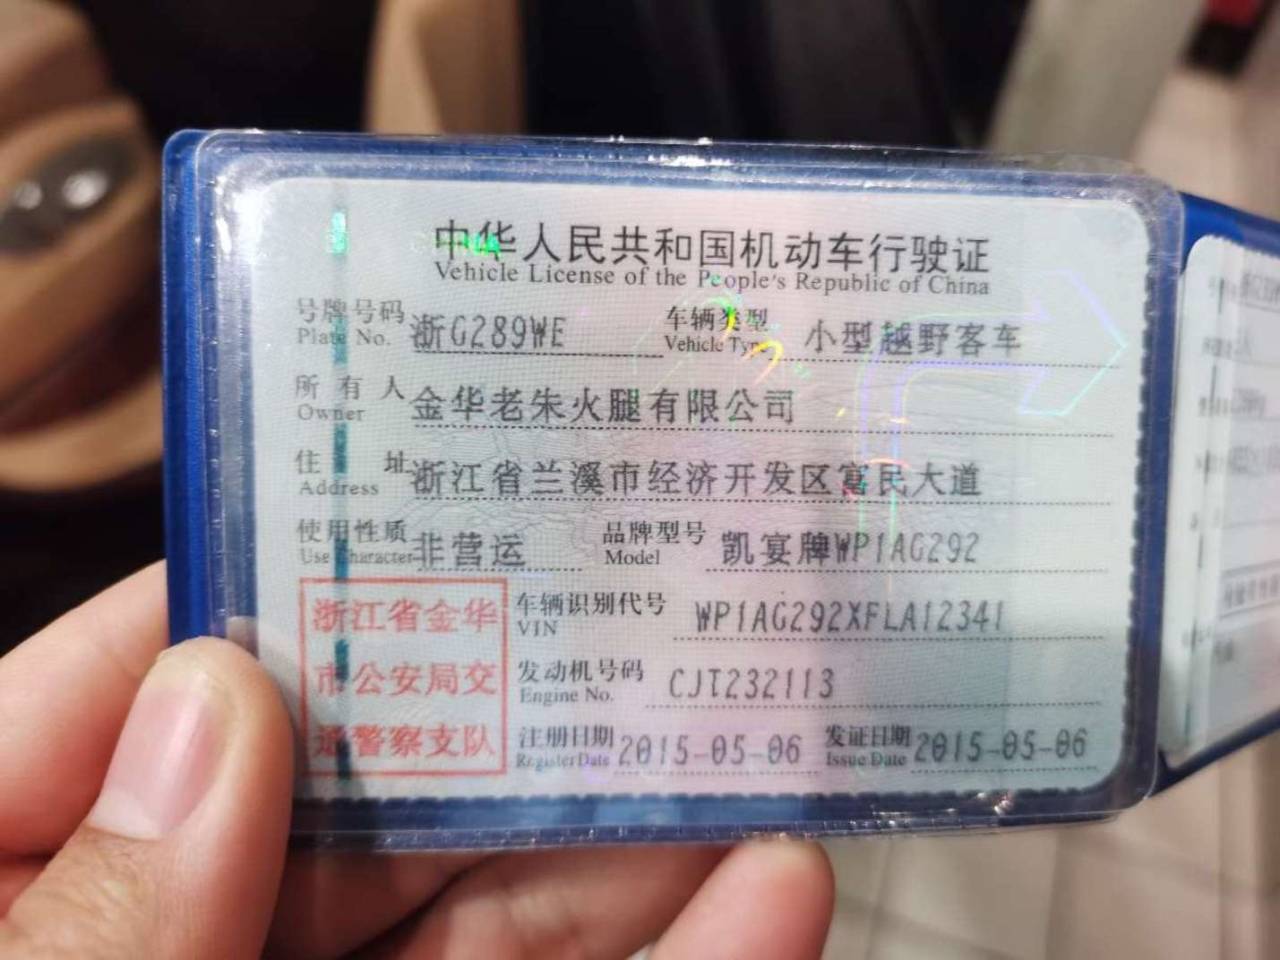 中华人民共和国机动车行驶证
Vehicle License of the People's Republic of China
号牌号码 浙G289WE 车辆类型 小型越野客车
Plate No. Vehicle Type
所有人 金华老朱火腿有限公司
Owner
住址 浙江省兰溪市经济开发区富民大道
Address
使用性质 非营运 品牌型号 凯宴牌WP1AG292
Use Character Model
浙江省金华
市公安局交
通警察支队
车辆识别代号 WP1AG292XFLA12341
VIN
发动机号码 CJT232113
Engine No.
注册日期 2015-05-06 发证日期 2015-05-06
Register Date Issue Date